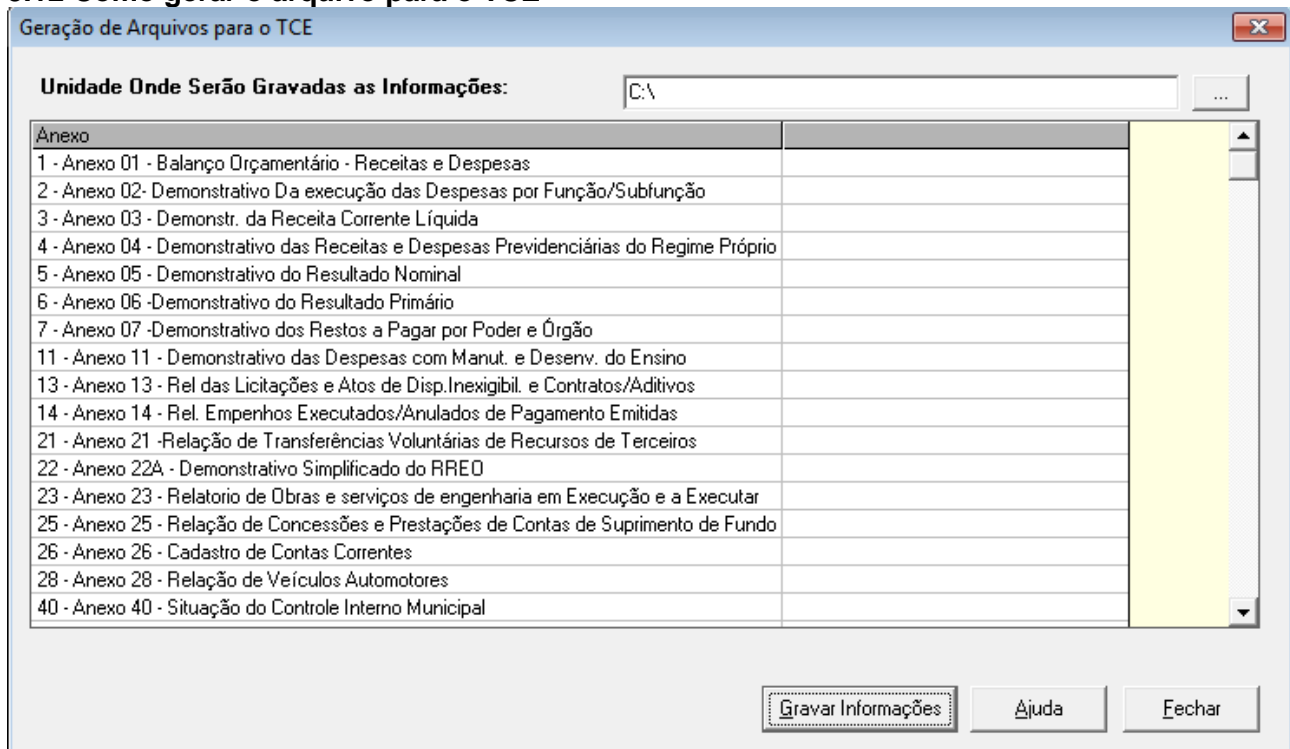 Geração de Arquivos para o TCE
Unidade Onde Serão Gravadas as Informações:
C:\
...
Anexo
1 - Anexo 01 - Balanço Orçamentário - Receitas e Despesas
2 - Anexo 02- Demonstrativo Da execução das Despesas por Função/Subfunção
3 - Anexo 03 - Demonstr. da Receita Corrente Líquida
4 - Anexo 04 - Demonstrativo das Receitas e Despesas Previdenciárias do Regime Próprio
5 - Anexo 05 - Demonstrativo do Resultado Nominal
6 - Anexo 06 -Demonstrativo do Resultado Primário
7 - Anexo 07 -Demonstrativo dos Restos a Pagar por Poder e Órgão
11 - Anexo 11 - Demonstrativo das Despesas com Manut. e Desenv. do Ensino
13 - Anexo 13 - Rel das Licitações e Atos de Disp.Inexigibil. e Contratos/Aditivos
14 - Anexo 14 - Rel. Empenhos Executados/Anulados de Pagamento Emitidas
21 - Anexo 21 -Relação de Transferências Voluntárias de Recursos de Terceiros
22 - Anexo 22A - Demonstrativo Simplificado do RREO
23 - Anexo 23 - Relatorio de Obras e serviços de engenharia em Execução e a Executar
25 - Anexo 25 - Relação de Concessões e Prestações de Contas de Suprimento de Fundo
26 - Anexo 26 - Cadastro de Contas Correntes
28 - Anexo 28 - Relação de Veículos Automotores
40 - Anexo 40 - Situação do Controle Interno Municipal
Gravar Informações
Ajuda
Fechar